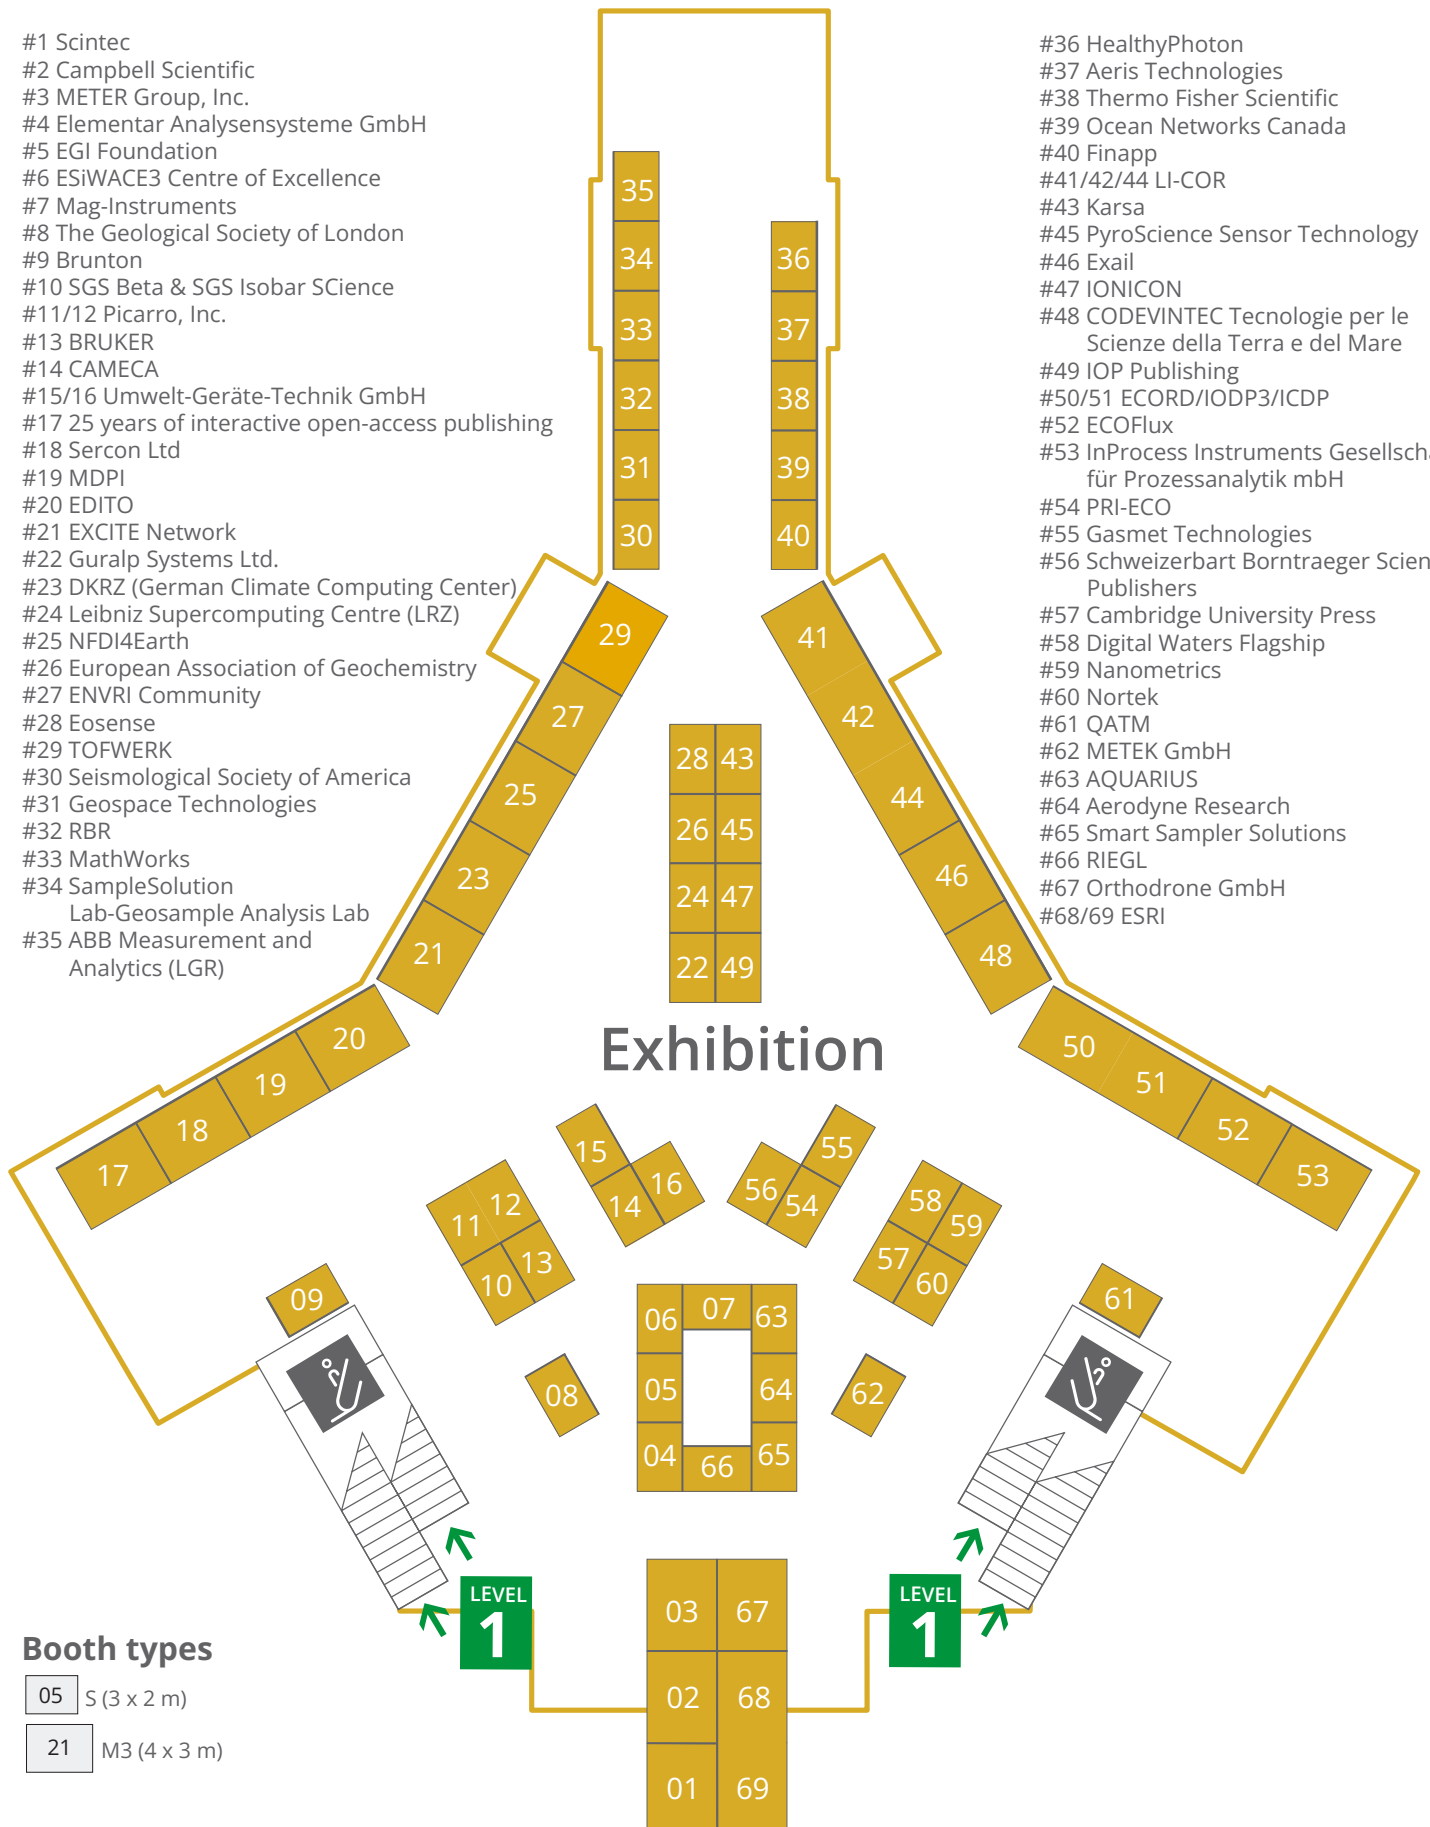 #1 Scintec
#2 Campbell Scientific
#3 METER Group, Inc.
#4 Elementar Analysensysteme GmbH
#5 EGI Foundation
#6 ESiWACE3 Centre of Excellence
#7 Mag-Instruments
#8 The Geological Society of London
#9 Brunton
#10 SGS Beta & SGS Isobar SCience
#11/12 Picarro, Inc.
#13 BRUKER
#14 CAMECA
#15/16 Umwelt-Geräte-Technik GmbH
#17 25 years of interactive open-access publishing
#18 Sercon Ltd
#19 MDPI
#20 EDITO
#21 EXCITE Network
#22 Guralp Systems Ltd.
#23 DKRZ (German Climate Computing Center)
#24 Leibniz Supercomputing Centre (LRZ)
#25 NFDI4Earth
#26 European Association of Geochemistry
#27 ENVRI Community
#28 Eosense
#29 TOFWERK
#30 Seismological Society of America
#31 Geospace Technologies
#32 RBR
#33 MathWorks
#34 SampleSolution
Lab-Geosample Analysis Lab
#35 ABB Measurement and
Analytics (LGR)
#36 HealthyPhoton
#37 Aeris Technologies
#38 Thermo Fisher Scientific
#39 Ocean Networks Canada
#40 Finapp
#41/42/44 LI-COR
#43 Karsa
#45 PyroScience Sensor Technology
#46 Exail
#47 IONICON
#48 CODEVINTEC Tecnologie per le
Scienze della Terra e del Mare
#49 IOP Publishing
#50/51 ECORD/IODP3/ICDP
#52 ECOFlux
#53 InProcess Instruments
für Prozessanalytik mbH
#54 PRI-ECO
#55 Gasmet Technologies
#56 Schweizerbart Borntraeger
Publishers
#57 Cambridge University Press
#58 Digital Waters Flagship
#59 Nanometrics
#60 Nortek
#61 QATM
#62 METEK GmbH
#63 AQUARIUS
#64 Aerodyne Research
#65 Smart Sampler Solutions
#66 RIEGL
#67 Orthodrone GmbH
#68/69 ESRI
35
34
36
33
37
32
38
31
39
30
40
29
41
27
42
28 43
25
44
26 45
23
46
24 47
21
48
22 49
Exhibition
20
50
19
51
18
52
17
53
15
55
16
56
14
54
12
58
11
59
13
57
10
60
09
61
06
07
63
05
64
08
62
04
66
65
03
67
LEVEL
1
LEVEL
1
02
68
01
69
Booth types
05 S (3 x 2 m)
21 M3 (4 x 3 m)